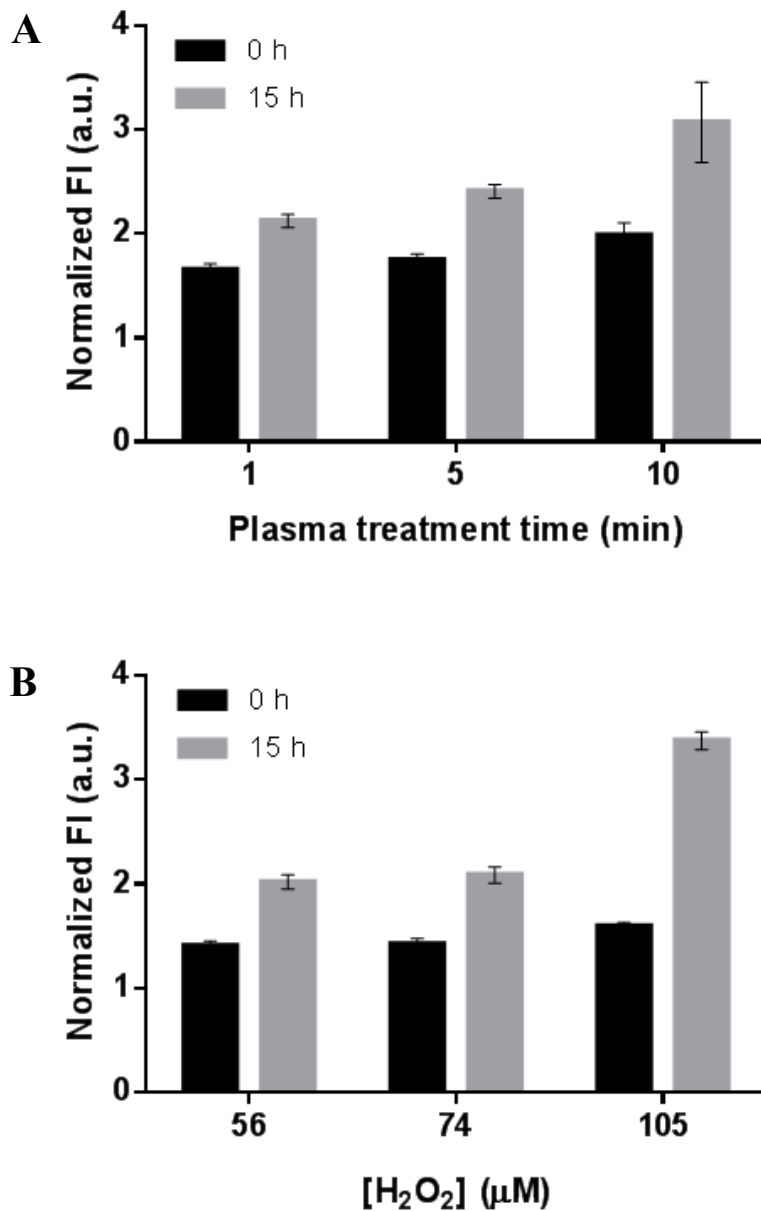 A
Normalized FI (a.u.)
4
3
2
1
0
0 h
15 h
1 5 10
Plasma treatment time (min)
B
Normalized FI (a.u.)
4
3
2
1
0
0 h
15 h
56 74 105
[H₂O₂] (μM)